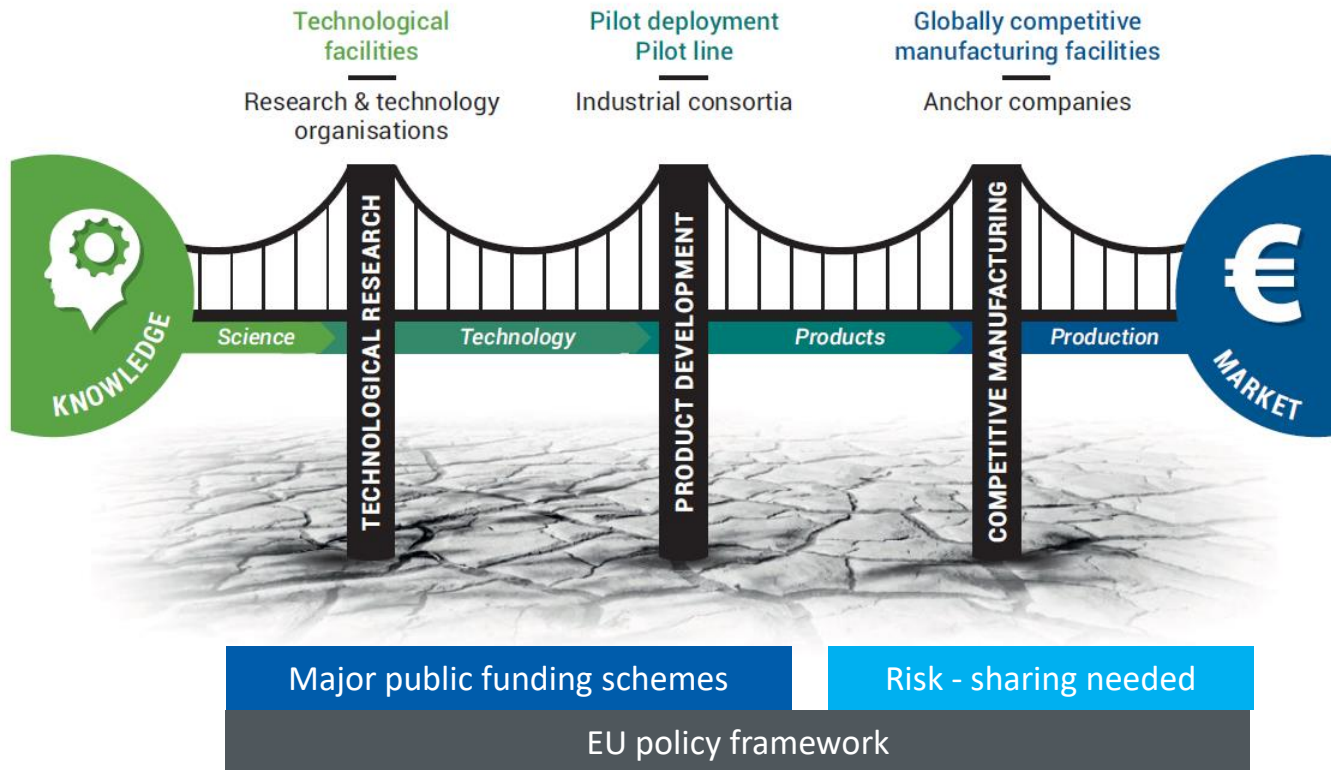 Technological
facilities
Research & technology
organisations
Pilot deployment
Pilot line
Industrial consortia
Globally competitive
manufacturing facilities
Anchor companies
KNOWLEDGE
Science
TECHNOLOGICAL RESEARCH
Technology
PRODUCT DEVELOPMENT
Products
COMPETITIVE MANUFACTURING
Production
€
MARKET
Major public funding schemes
Risk - sharing needed
EU policy framework